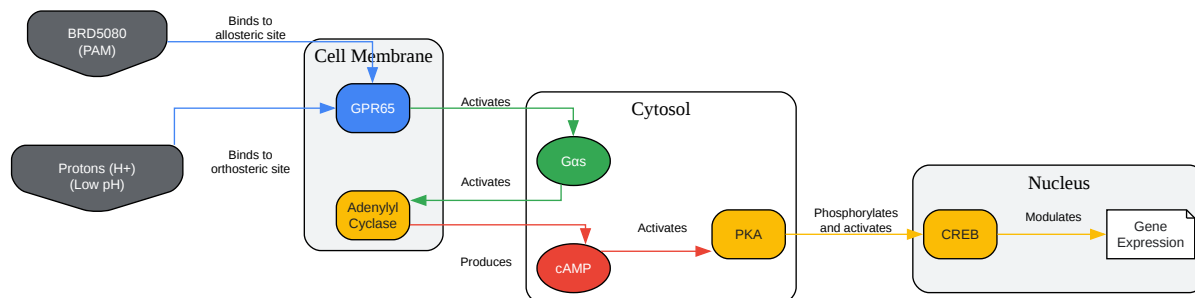 BRD5080
(PAM)
Binds to
allosteric site
Cell Membrane
GPR65
Protons (H+)
(Low pH)
Binds to
orthosteric site
Activates
Cytosol
Gαs
Activates
Adenylyl
Cyclase
Produces
cAMP
Activates
PKA
Phosphorylates
and activates
Nucleus
CREB
Modulates
Gene
Expression